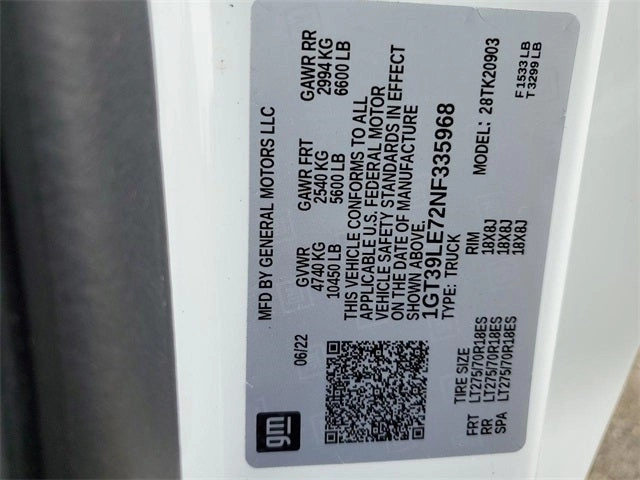 gm
MFD BY GENERAL MOTORS LLC
06/22
GVWR
4740 KG
10450 LB
GAWR FRT
2540 KG
5600 LB
GAWR RR
2994 KG
6600 LB
THIS VEHICLE CONFORMS TO ALL
APPLICABLE U.S. FEDERAL MOTOR
VEHICLE SAFETY STANDARDS IN EFFECT
ON THE DATE OF MANUFACTURE
SHOWN ABOVE.
1GT39LE72NF335968
TYPE: TRUCK
MODEL: 28TK20903
TIRE SIZE
RIM
FRT LT275/70R18ES 18X8J
RR LT275/70R18ES 18X8J
SPA LT275/70R18ES 18X8J
F 1533 LB
T 3299 LB